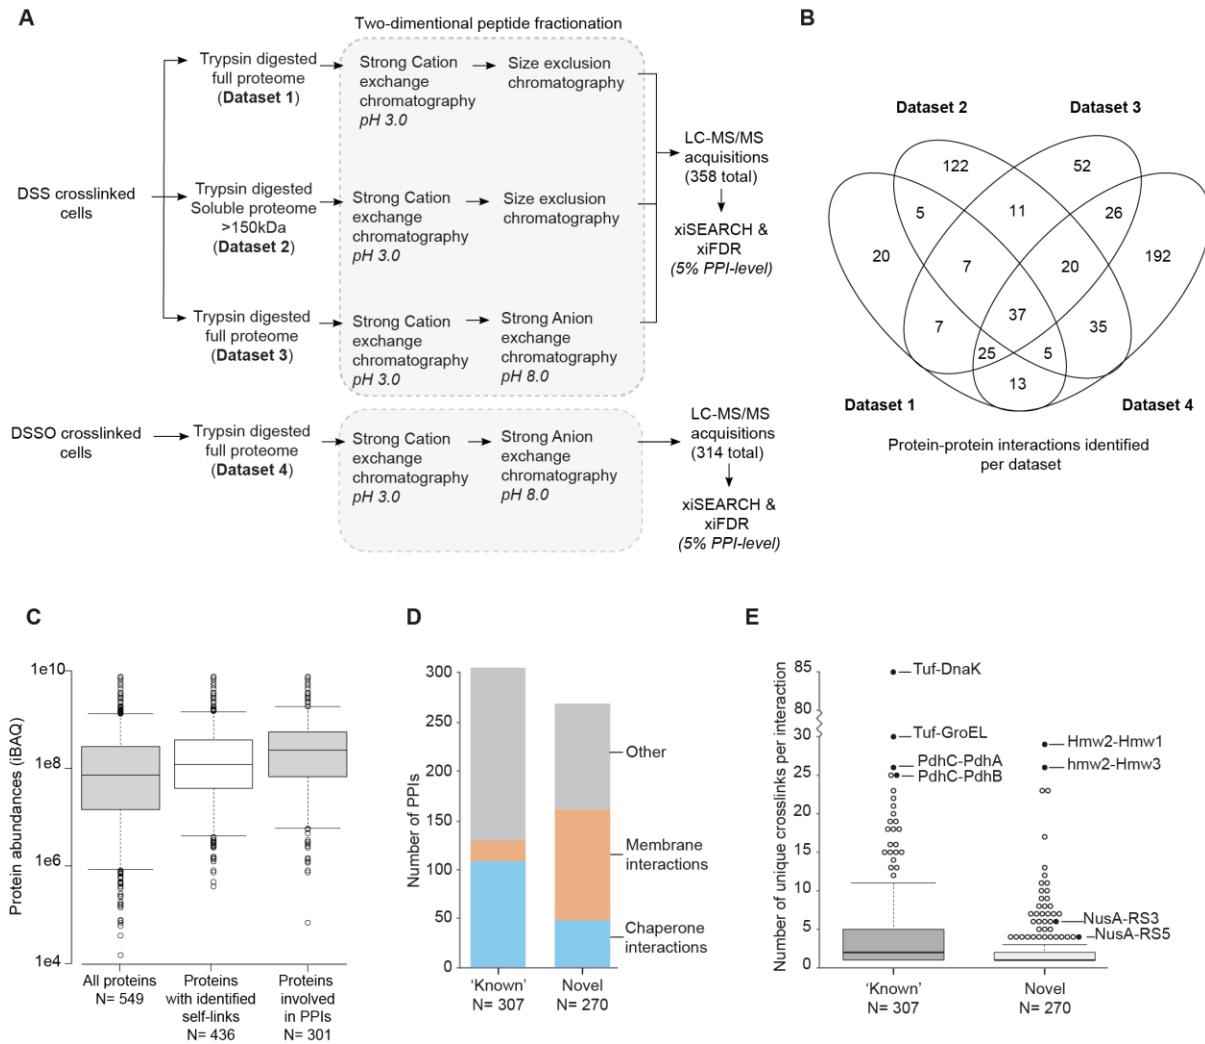 A
Two-dimentional peptide fractionation
DSS crosslinked
cells
Trypsin digested
full proteome
(Dataset 1)
Strong Cation
exchange
chromatography
pH 3.0
Size exclusion
chromatography
Trypsin digested
Soluble proteome
>150kDa
(Dataset 2)
Strong Cation
exchange
chromatography
pH 3.0
Size exclusion
chromatography
Trypsin digested
full proteome
(Dataset 3)
Strong Cation
exchange
chromatography
pH 3.0
Strong Anion
exchange
chromatography
pH 8.0
LC-MS/MS
acquisitions
(358 total)
xiSEARCH &
xiFDR
(5% PPI-level)
DSSO crosslinked
cells
Trypsin digested
full proteome
(Dataset 4)
Strong Cation
exchange
chromatography
pH 3.0
Strong Anion
exchange
chromatography
pH 8.0
LC-MS/MS
acquisitions
(314 total)
xiSEARCH &
xiFDR
(5% PPI-level)
B
Dataset 2
Dataset 3
122
52
5
11
26
20
7
20
192
7
37
35
25
5
13
Dataset 1
Dataset 4
Protein-protein interactions identified
per dataset
C
Protein abundances (iBAQ)
1e10
1e8
1e6
1e4
All proteins
N= 549
Proteins
with identified
self-links
N= 436
Proteins
involved
in PPIs
N= 301
D
Number of PPIs
300
250
200
150
100
50
0
Other
Membrane
interactions
Chaperone
interactions
'Known'
N= 307
Novel
N= 270
E
Number of unique crosslinks per interaction
85
80
30
25
20
15
10
5
0
Tuf-DnaK
Tuf-GroEL
PdhC-PdhA
PdhC-PdhB
Hmw2-Hmw1
hmw2-Hmw3
NusA-RS3
NusA-RS5
'Known'
N= 307
Novel
N= 270